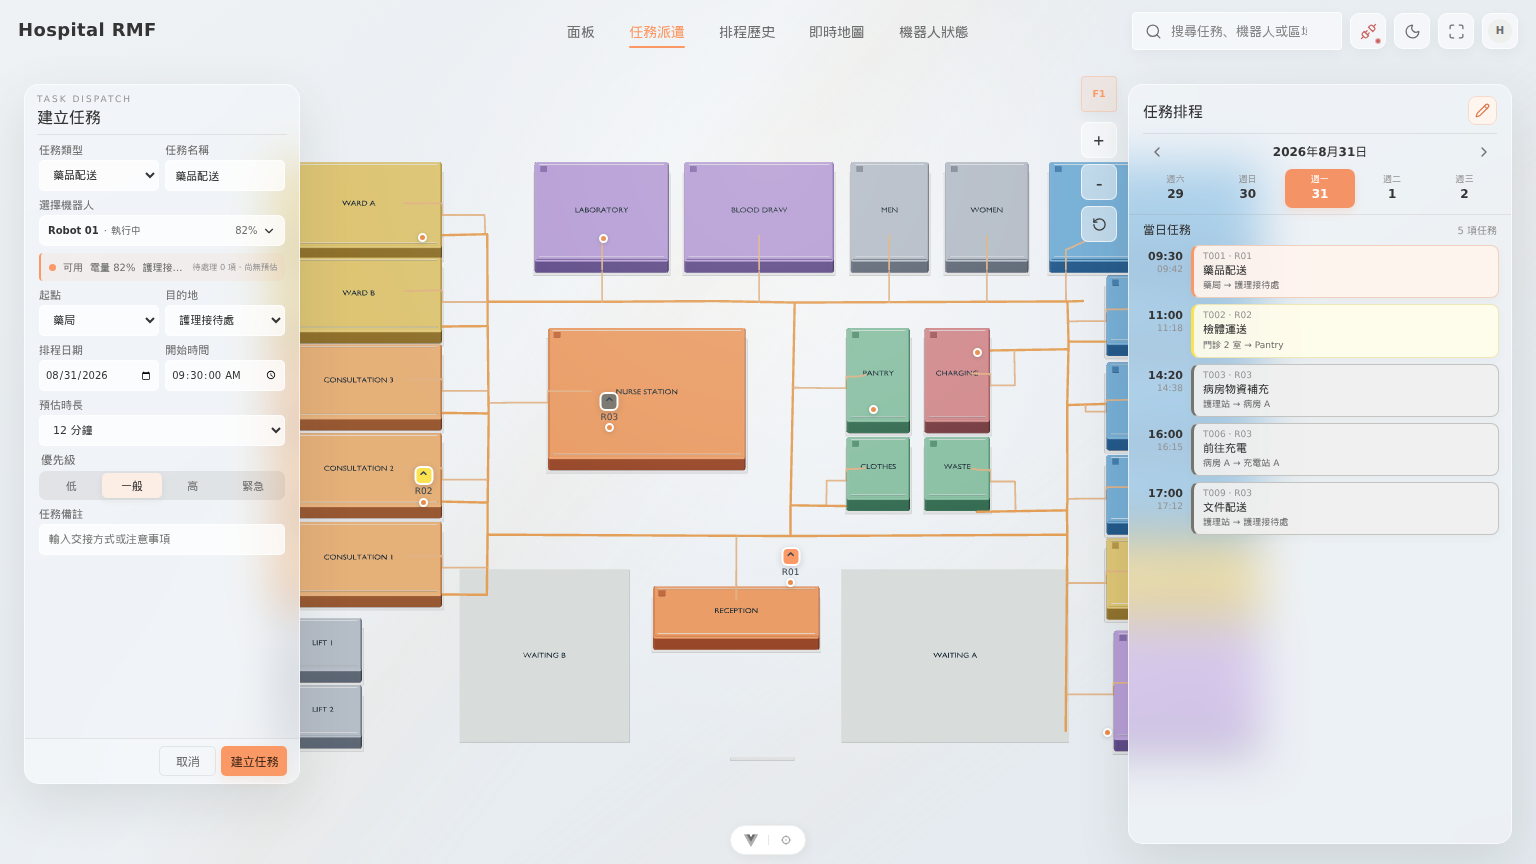 Hospital RMF
面板
任務派遣
排程歷史
即時地圖
機器人狀態
搜尋任務、機器人或區
H
TASK DISPATCH
建立任務
任務類型
任務名稱
藥品配送
藥品配送
選擇機器人
Robot 01 · 執行中
82%
可用 電量 82% 護理接… 待處理 0 項 · 尚無預估
起點
目的地
藥局
護理接待處
排程日期
開始時間
08/31/2026
09:30:00 AM
預估時長
12 分鐘
優先級
低
一般
高
緊急
任務備註
輸入交接方式或注意事項
取消
建立任務
F1
+
-
WARD A
WARD B
CONSULTATION 3
CONSULTATION 2
CONSULTATION 1
LIFT 1
LIFT 2
LABORATORY
BLOOD DRAW
MEN
WOMEN
NURSE STATION
R03
PANTRY
CHARGING
CLOTHES
WASTE
R02
R01
RECEPTION
WAITING B
WAITING A
任務排程
2026年8月31日
週六
29
週日
30
週一
31
週二
1
週三
2
當日任務
5 項任務
09:30
09:42
T001 · R01
藥品配送
藥局 → 護理接待處
11:00
11:18
T002 · R02
檢體運送
門診 2 室 → Pantry
14:20
14:38
T003 · R03
病房物資補充
護理站 → 病房 A
16:00
16:15
T006 · R03
前往充電
病房 A → 充電站 A
17:00
17:12
T009 · R03
文件配送
護理站 → 護理接待處